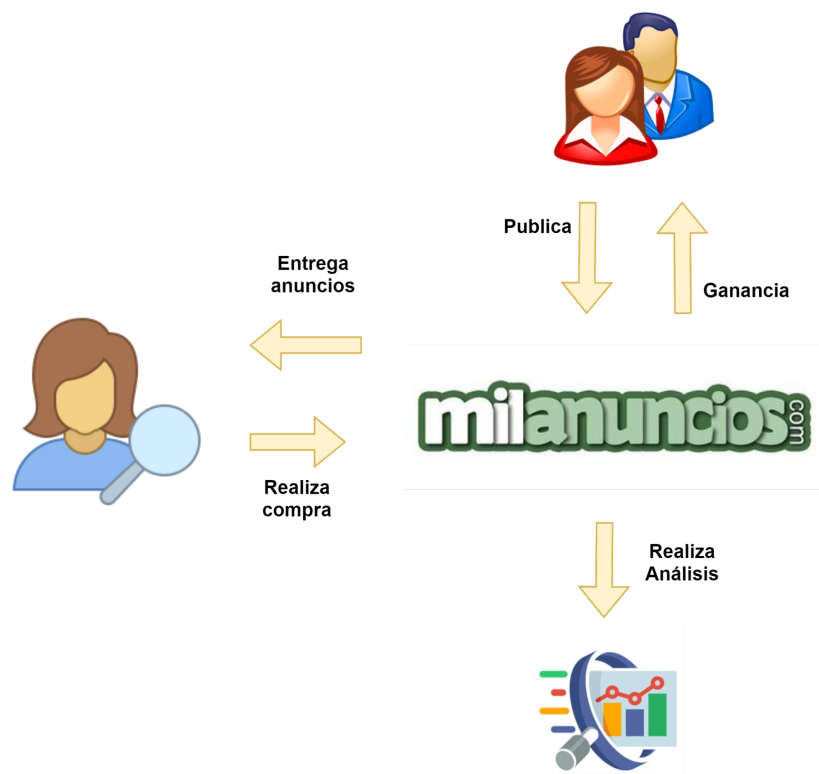 Publica
Ganancia
Entrega
anuncios
milanuncios.com
Realiza
compra
Realiza
Análisis